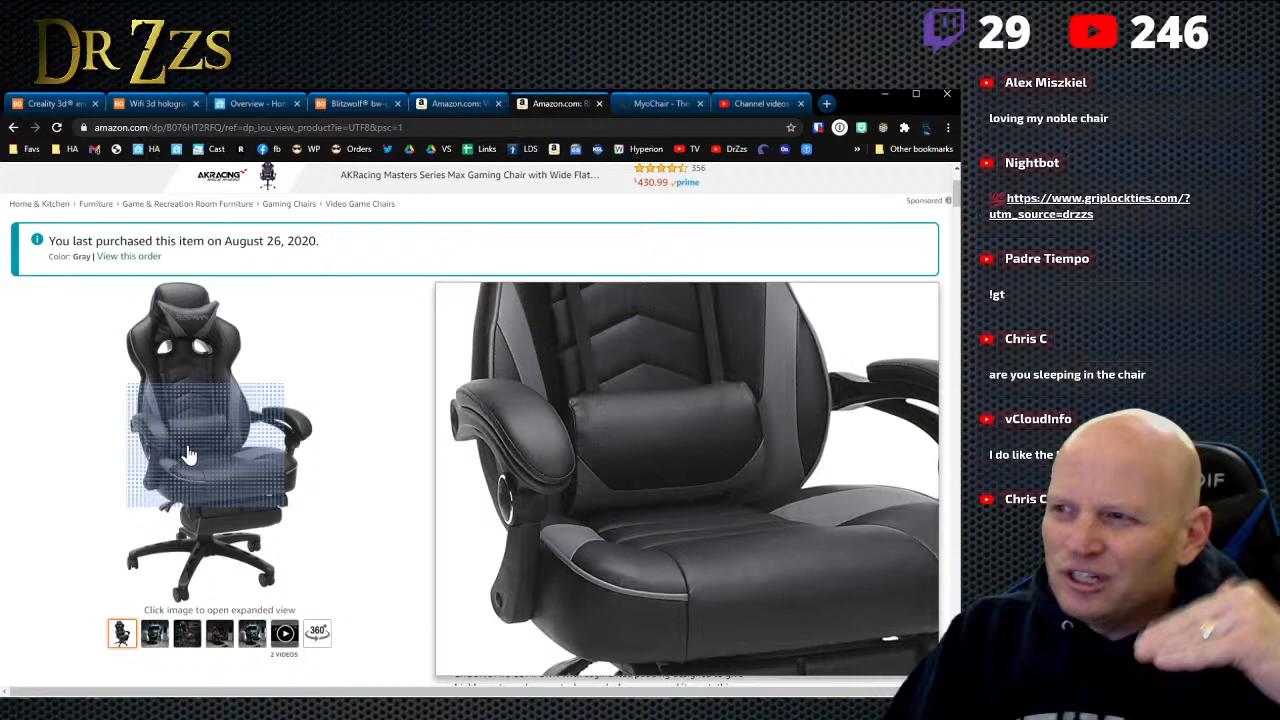 DR ZZS
29
246
Creality 3d® en
Wifi 3d hologra
Overview - Hom
Blitzwolf® bw-
Amazon.com: V
Amazon.com: R
MyoChair - The
Channel videos
amazon.com/dp/B076HT2RFQ/ref=dp_iou_view_product?ie=UTF8&psc=1
Favs
HA
HA
Cast
R
fb
WP
Orders
VS
Links
LDS
Hyperion
TV
DrZzs
Other bookmarks
AKRACING
AKRacing Masters Series Max Gaming Chair with Wide Flat...
356
$430.99 prime
Home & Kitchen › Furniture › Game & Recreation Room Furniture › Gaming Chairs › Video Game Chairs
Sponsored
You last purchased this item on August 26, 2020.
Color: Gray | View this order
Click image to open expanded view
360°
2 VIDEOS
Alex Miszkiel
loving my noble chair
Nightbot
💯https://www.griplockties.com/?
utm_source=drzzs
Padre Tiempo
!gt
Chris C
are you sleeping in the chair
vCloudInfo
I do like the
Chris C